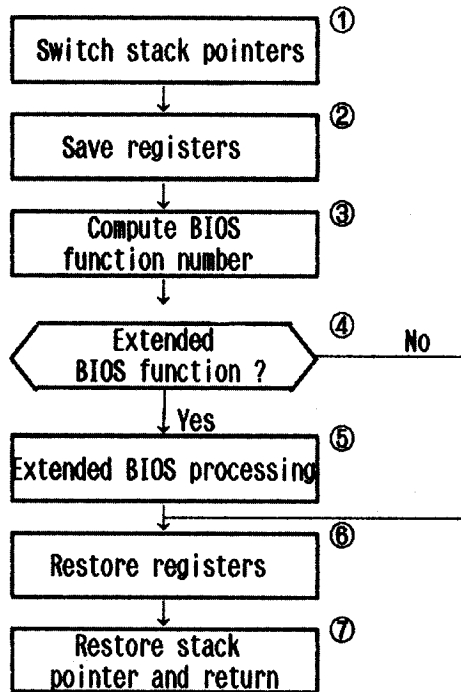 ①
Switch stack pointers
②
Save registers
③
Compute BIOS
function number
④
Extended
BIOS function ?
No
Yes
⑤
Extended BIOS processing
⑥
Restore registers
⑦
Restore stack
pointer and return